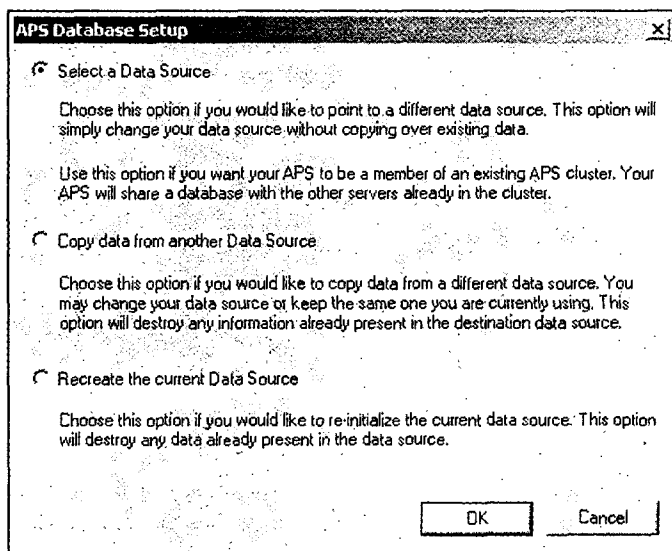 APS Database Setup
Select a Data Source
Choose this option if you would like to point to a different data source. This option will
simply change your data source without copying over existing data.
Use this option if you want your APS to be a member of an existing APS cluster. Your
APS will share a database with the other servers already in the cluster.
Copy data from another Data Source
Choose this option if you would like to copy data from a different data source. You
may change your data source or keep the same one you are currently using. This
option will destroy any information already present in the destination data source.
Recreate the current Data Source
Choose this option if you would like to re-initialize the current data source. This option
will destroy any data already present in the data source.
OK
Cancel